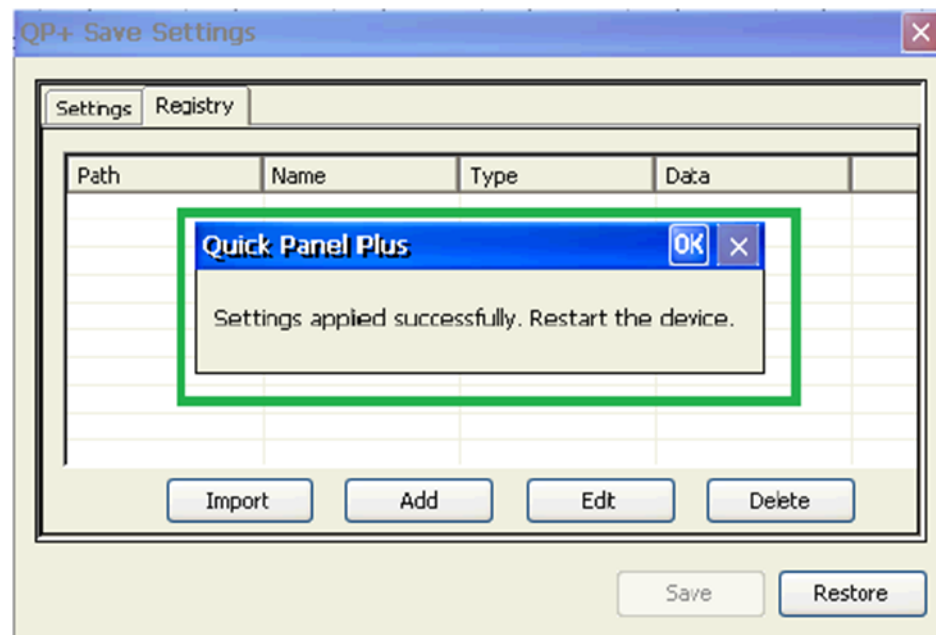 QP+ Save Settings
Settings Registry
Path Name Type Data
Quick Panel Plus OK
Settings applied successfully. Restart the device.
Import Add Edit Delete
Save Restore